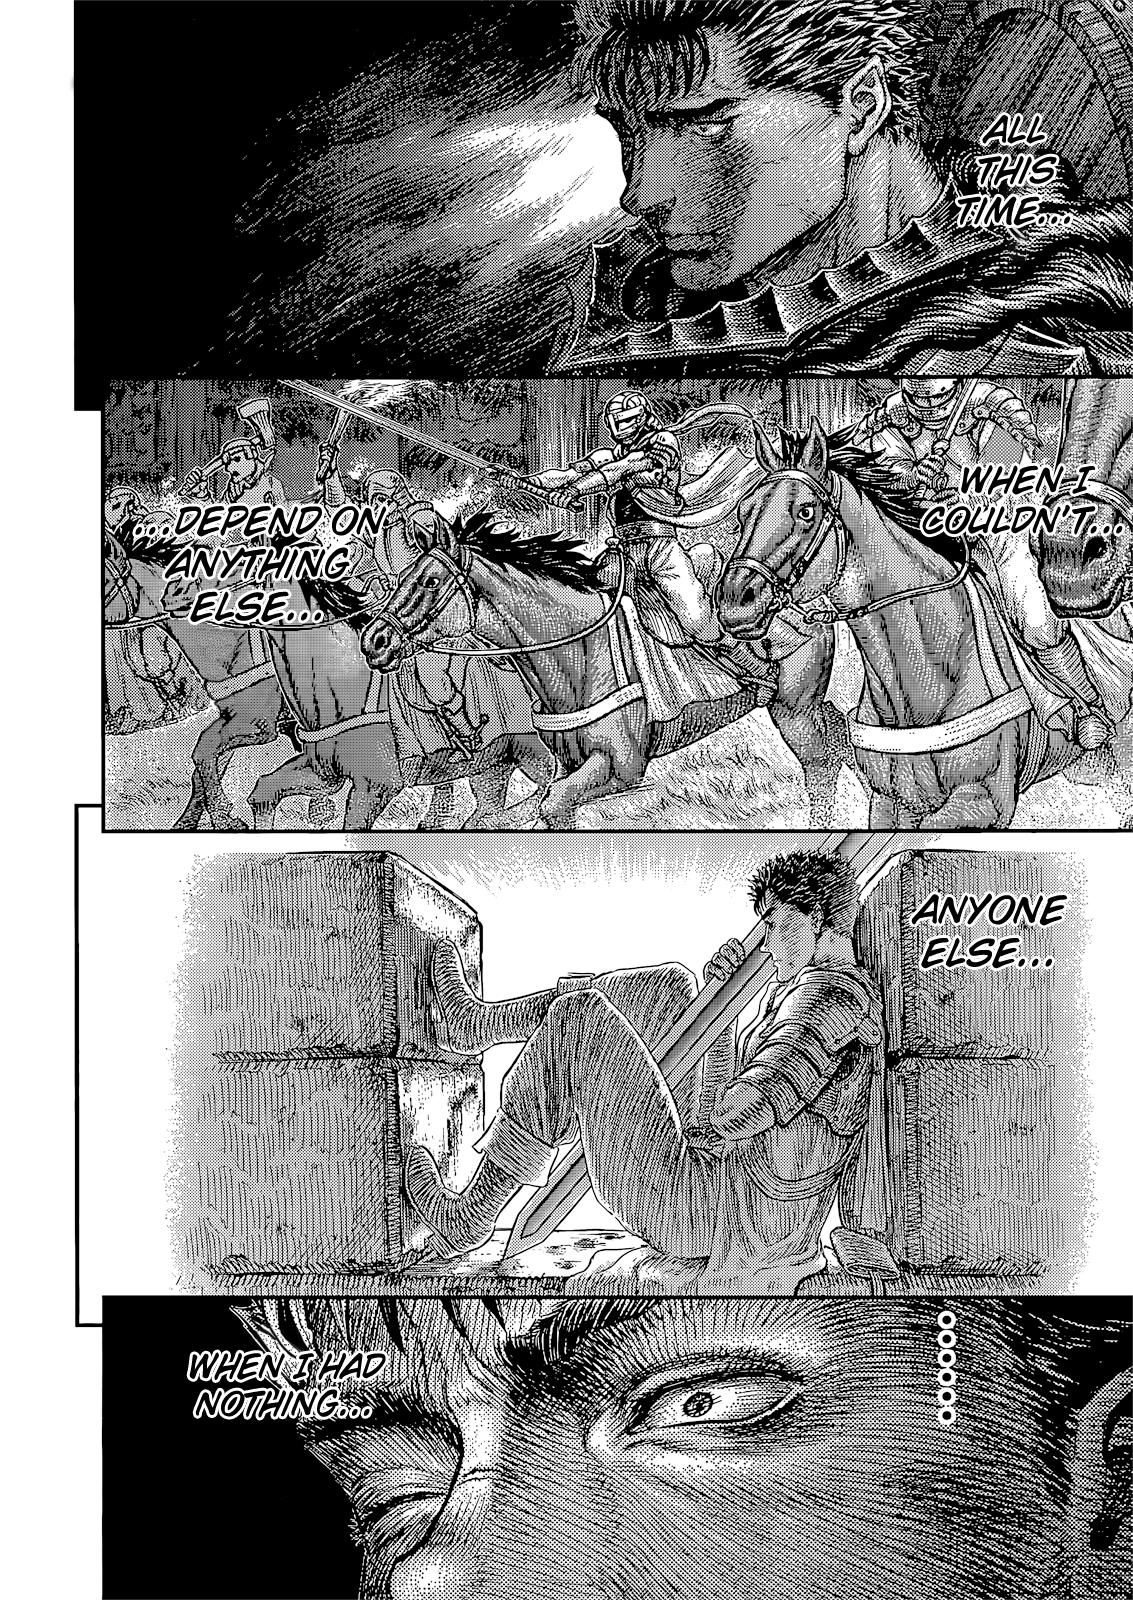 ALL
THIS
TIME...
WHEN I
COULDN'T...
...DEPEND ON
ANYTHING
ELSE...
ANYONE
ELSE...
......
WHEN I HAD
NOTHING...